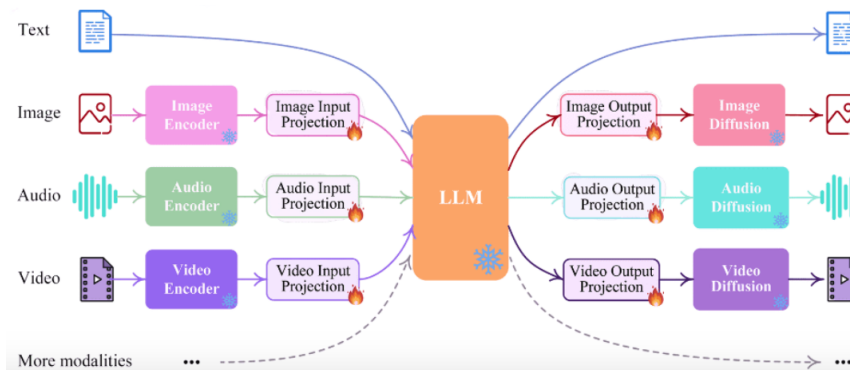 Text
Image
Image
Encoder
Image Input
Projection
Image Output
Projection
Image
Diffusion
Audio
Audio
Encoder
Audio Input
Projection
LLM
Audio Output
Projection
Audio
Diffusion
Video
Video
Encoder
Video Input
Projection
Video Output
Projection
Video
Diffusion
More modalities
...
...